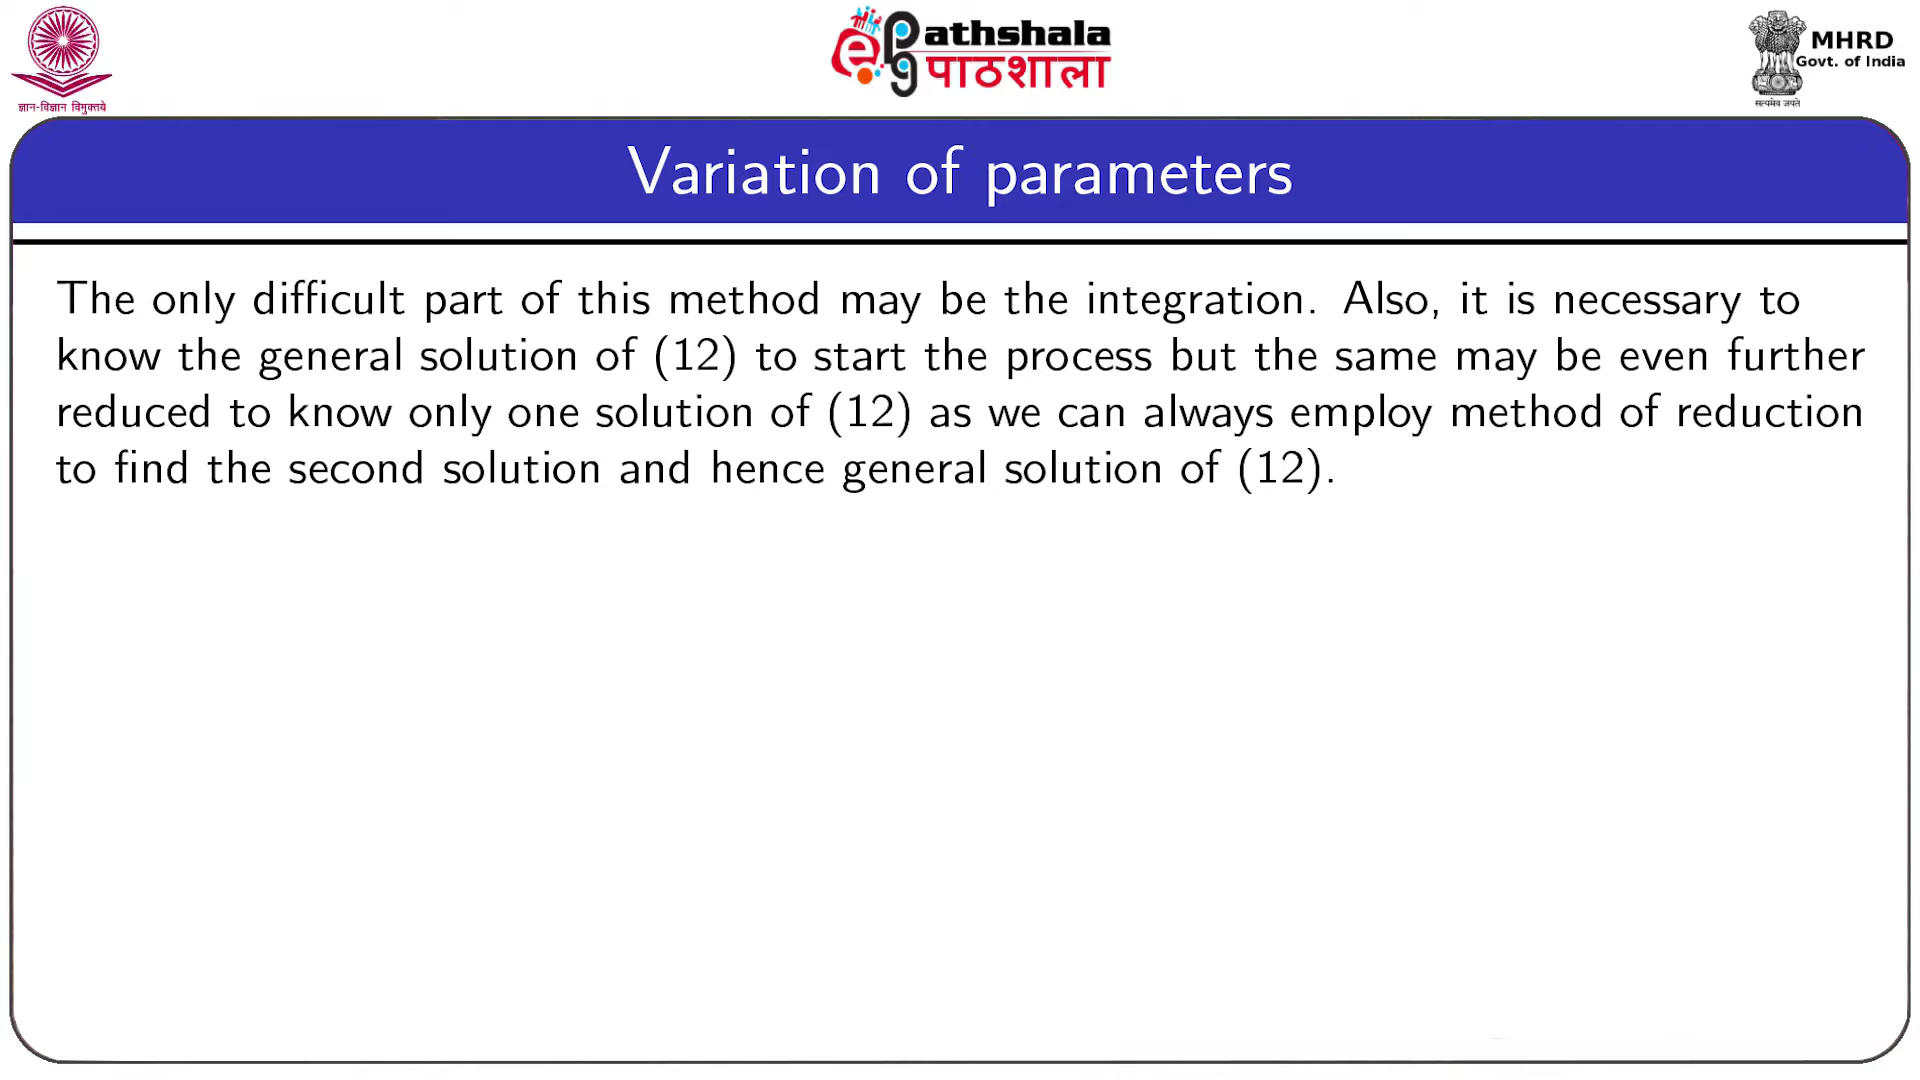 ज्ञान-विज्ञान विमुक्तये
ePG Pathshala
पाठशाला
MHRD
Govt. of India
सत्यमेव जयते
Variation of parameters
The only difficult part of this method may be the integration. Also, it is necessary to
know the general solution of (12) to start the process but the same may be even further
reduced to know only one solution of (12) as we can always employ method of reduction
to find the second solution and hence general solution of (12).